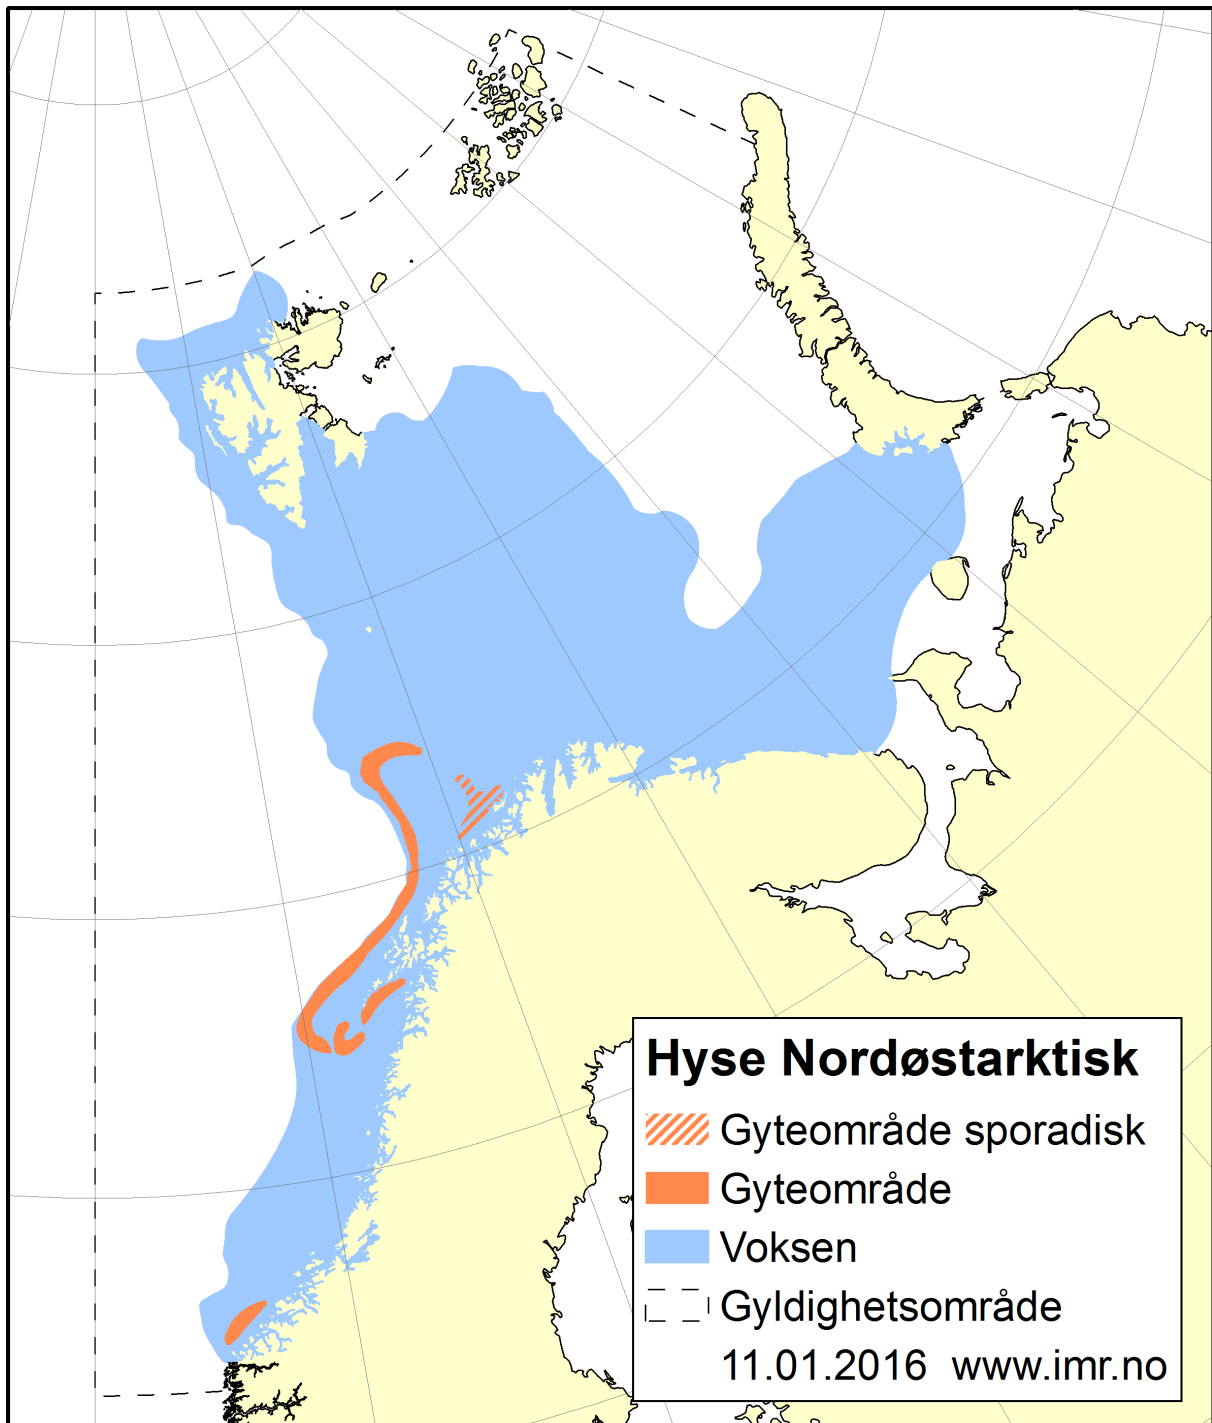 Hyse Nordøstarktisk
Gyteområde sporadisk
Gyteområde
Voksen
Gyldighetsområde
11.01.2016 www.imr.no